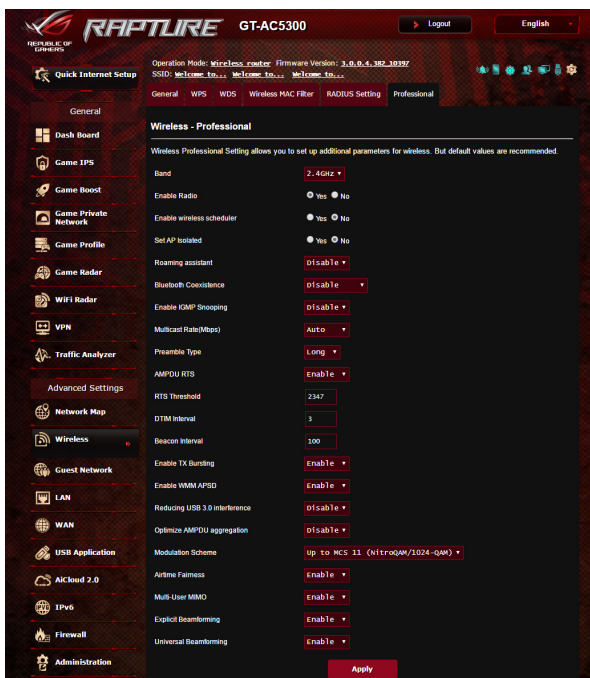 REPUBLIC OF
GAMERS
RAPTURE
GT-AC5300
Logout
English
Quick Internet Setup
Operation Mode: Wireless router Firmware Version: 3.0.0.4.382_10397
SSID: Welcome to... Welcome to... Welcome to...
General WPS WDS Wireless MAC Filter RADIUS Setting Professional
General
Dash Board
Game IPS
Game Boost
Game Private
Network
Game Profile
Game Radar
WiFi Radar
VPN
Traffic Analyzer
Advanced Settings
Network Map
Wireless
Guest Network
LAN
WAN
USB Application
AiCloud 2.0
IPv6
Firewall
Administration
Wireless - Professional
Wireless Professional Setting allows you to set up additional parameters for wireless. But default values are recommended.
Band 2.4GHz
Enable Radio Yes No
Enable wireless scheduler Yes No
Set AP Isolated Yes No
Roaming assistant Disable
Bluetooth Coexistence Disable
Enable IGMP Snooping Disable
Multicast Rate(Mbps) Auto
Preamble Type Long
AMPDU RTS Enable
RTS Threshold 2347
DTIM Interval 3
Beacon Interval 100
Enable TX Bursting Enable
Enable WMM APSD Enable
Reducing USB 3.0 interference Disable
Optimize AMPDU aggregation Disable
Modulation Scheme Up to MCS 11 (NitroQAM/1024-QAM)
Airtime Fairness Enable
Multi-User MIMO Enable
Explicit Beamforming Enable
Universal Beamforming Enable
Apply